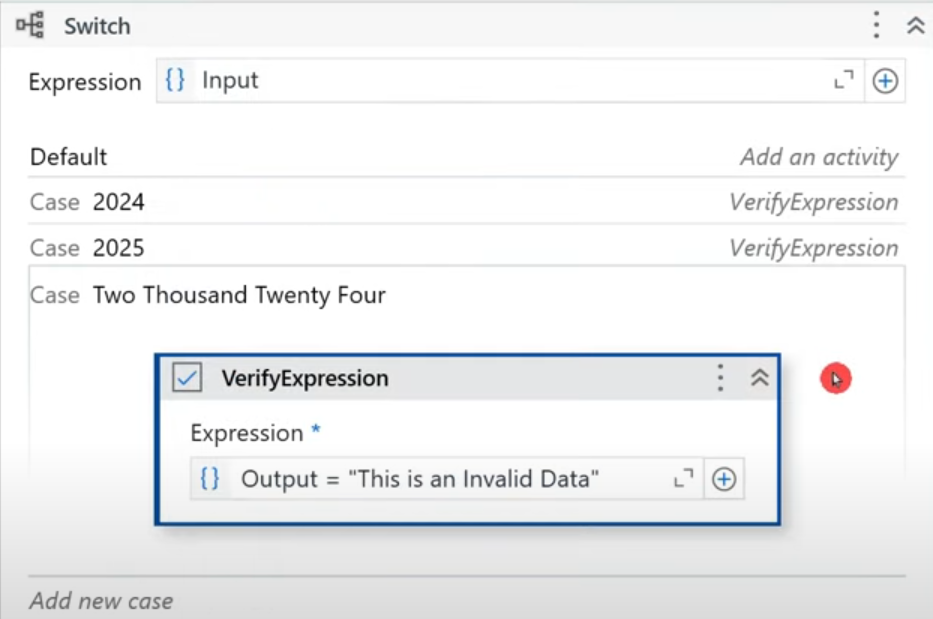 Switch
Expression {} Input
Default Add an activity
Case 2024 VerifyExpression
Case 2025 VerifyExpression
Case Two Thousand Twenty Four
VerifyExpression
Expression *
{} Output = "This is an Invalid Data"
Add new case